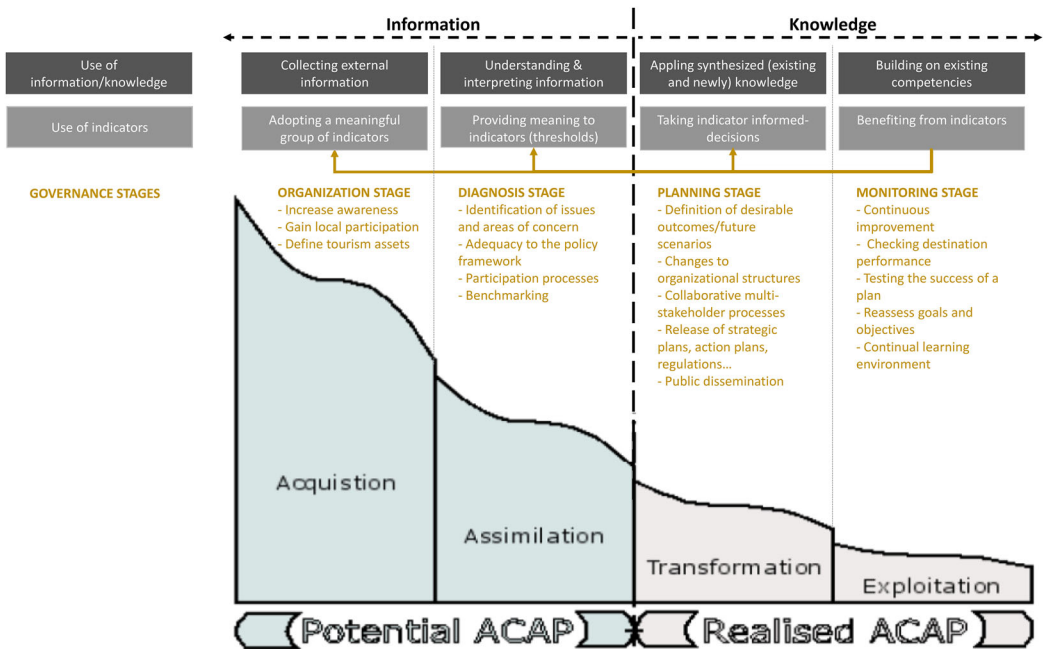 Information
Knowledge
Use of
information/knowledge
Collecting external
information
Understanding &
interpreting information
Appling synthesized (existing
and newly) knowledge
Building on existing
competencies
Use of indicators
Adopting a meaningful
group of indicators
Providing meaning to
indicators (thresholds)
Taking indicator informed-
decisions
Benefiting from indicators
GOVERNANCE STAGES
ORGANIZATION STAGE
- Increase awareness
- Gain local participation
- Define tourism assets
DIAGNOSIS STAGE
- Identification of issues
and areas of concern
- Adequacy to the policy
framework
- Participation processes
- Benchmarking
PLANNING STAGE
- Definition of desirable
outcomes/future
scenarios
- Changes to
organizational structures
- Collaborative multi-
stakeholder processes
- Release of strategic
plans, action plans,
regulations...
- Public dissemination
MONITORING STAGE
- Continuous
improvement
- Checking destination
performance
- Testing the success of a
plan
- Reassess goals and
objectives
- Continual learning
environment
Acquistion
Assimilation
Transformation
Exploitation
Potential ACAP
Realised ACAP